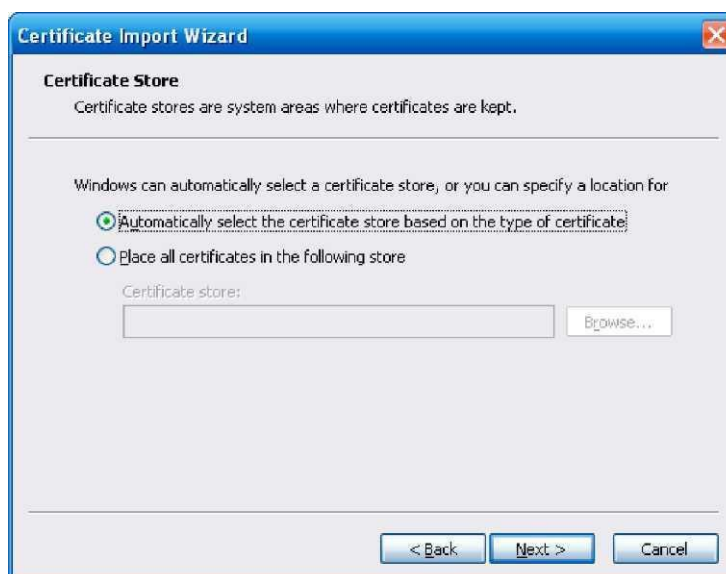 Certificate Import Wizard
Certificate Store
Certificate stores are system areas where certificates are kept.
Windows can automatically select a certificate store, or you can specify a location for
Automatically select the certificate store based on the type of certificate
Place all certificates in the following store
Certificate store:
Browse...
< Back Next > Cancel